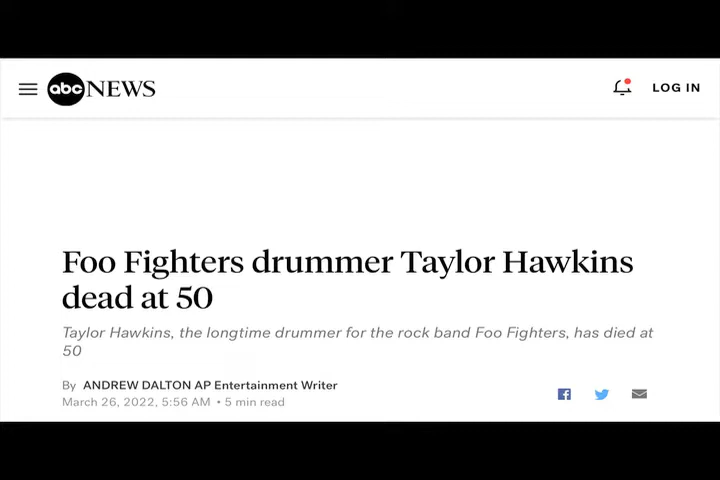 abc NEWS
LOG IN
Foo Fighters drummer Taylor Hawkins
dead at 50
Taylor Hawkins, the longtime drummer for the rock band Foo Fighters, has died at
50
By ANDREW DALTON AP Entertainment Writer
March 26, 2022, 5:56 AM • 5 min read